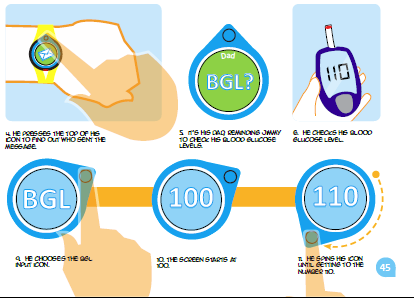 Dad
BGL?
110
4. HE PRESSES THE TOP OF HIS
ICON TO FIND OUT WHO SENT THE
MESSAGE.
5. IT'S HIS DAD REMINDING JIMMY
TO CHECK HIS BLOOD GLUCOSE
LEVELS.
6. HE CHECKS HIS BLOOD
GLUCOSE LEVEL.
BGL
100
110
9. HE CHOOSES THE BGL
INPUT ICON.
10. THE SCREEN STARTS AT
100.
11. HE SPINS HIS ICON
UNTIL GETTING TO THE
NUMBER 110.
45